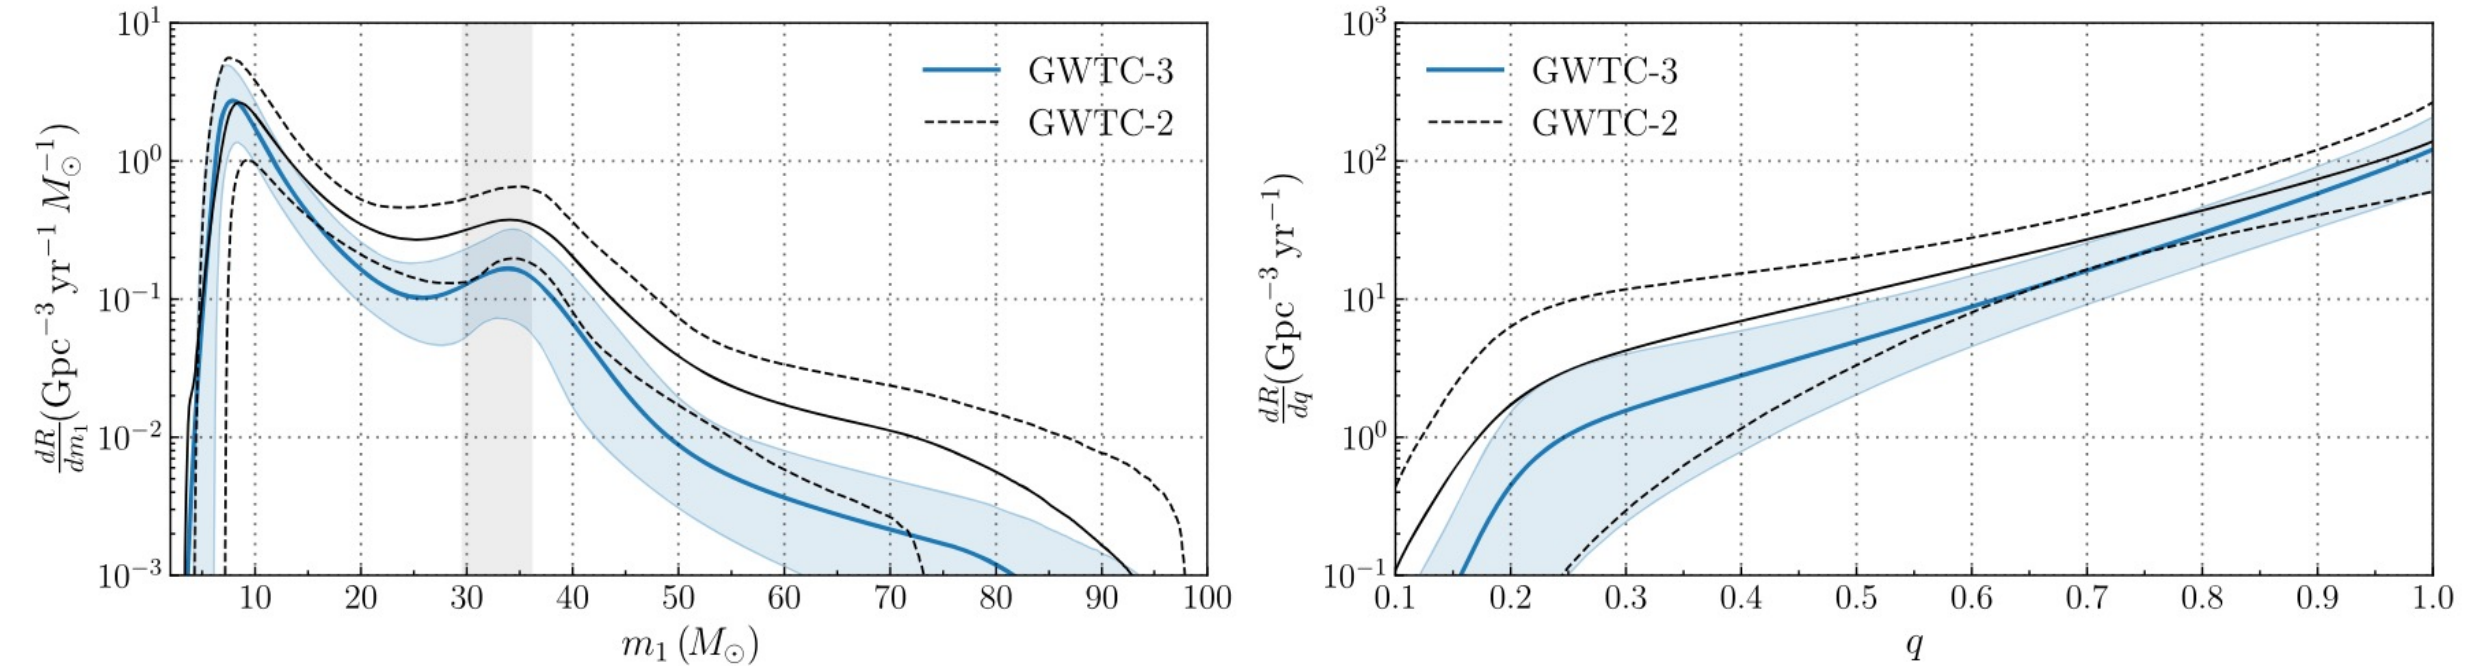 GWTC-3
GWTC-2
10^1
10^0
10^{-1}
10^{-2}
10^{-3}
\frac{dR}{dm_1}(Gpc^{-3} yr^{-1} M_⊙^{-1})
10 20 30 40 50 60 70 80 90 100
m_1 (M_⊙)
GWTC-3
GWTC-2
10^3
10^2
10^1
10^0
10^{-1}
\frac{dR}{dq}(Gpc^{-3} yr^{-1})
0.1 0.2 0.3 0.4 0.5 0.6 0.7 0.8 0.9 1.0
q